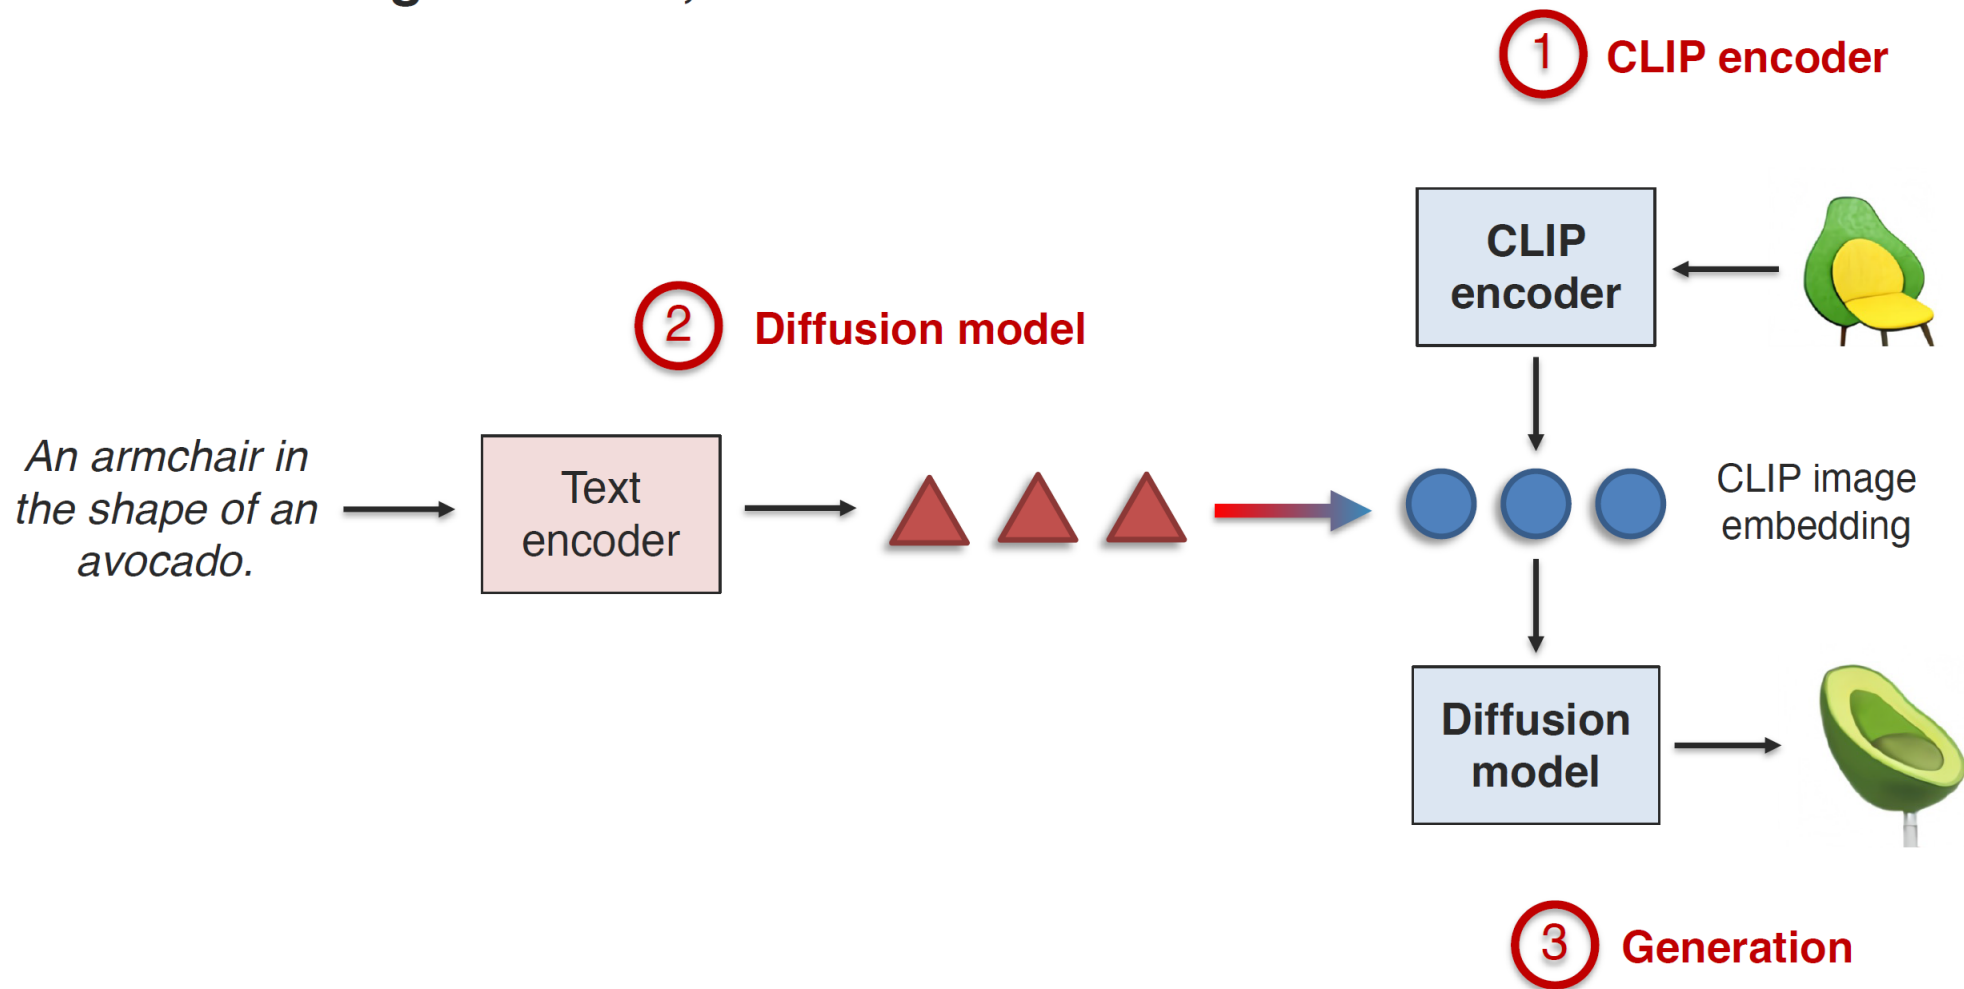 1 CLIP encoder
CLIP
encoder
2 Diffusion model
An armchair in
the shape of an
avocado.
Text
encoder
CLIP image
embedding
Diffusion
model
3 Generation